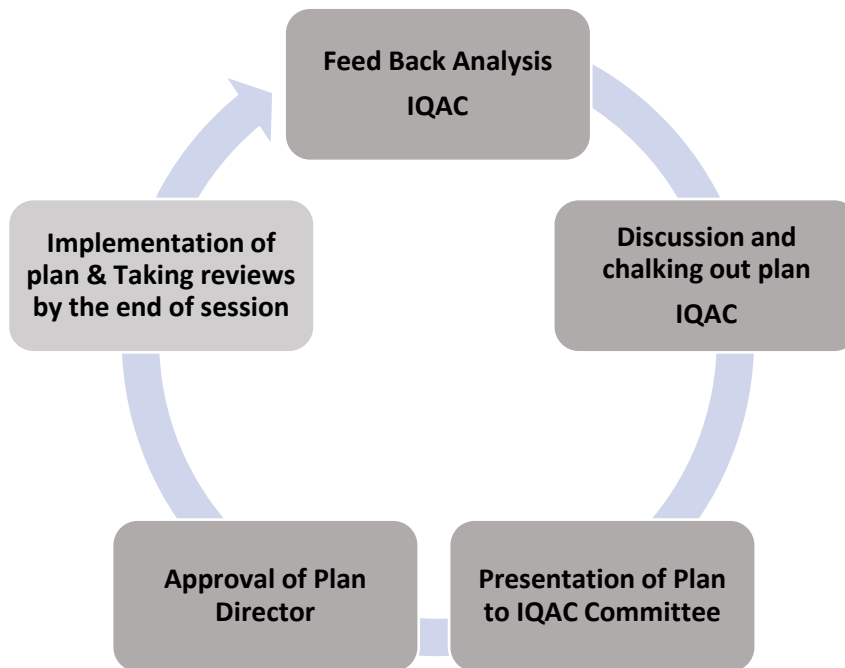 Feed Back Analysis
IQAC
Discussion and
chalking out plan
IQAC
Presentation of Plan
to IQAC Committee
Approval of Plan
Director
Implementation of
plan & Taking reviews
by the end of session